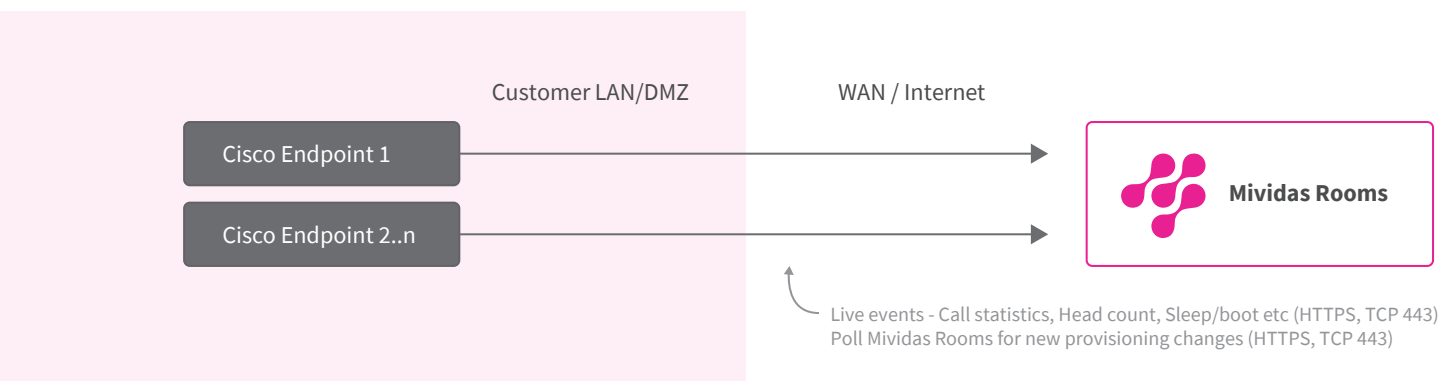 Customer LAN/DMZ
WAN / Internet
Cisco Endpoint 1
Mividas Rooms
Cisco Endpoint 2..n
Live events - Call statistics, Head count, Sleep/boot etc (HTTPS, TCP 443)
Poll Mividas Rooms for new provisioning changes (HTTPS, TCP 443)